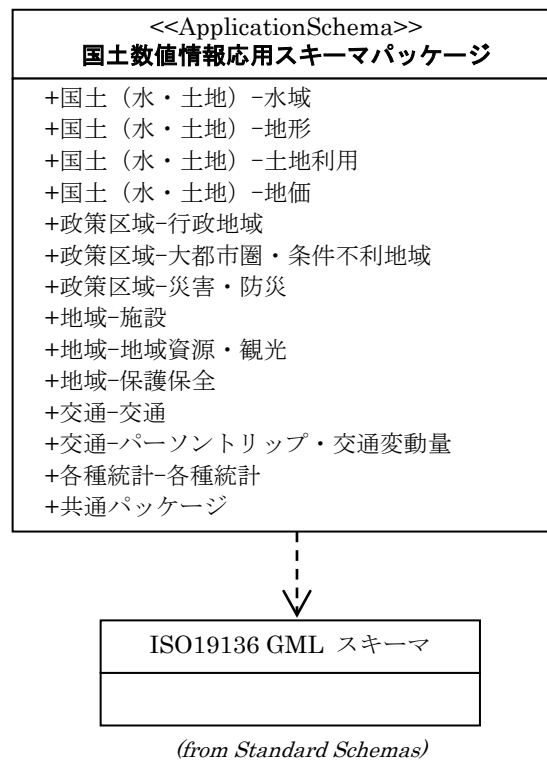 <<ApplicationSchema>>
国土数値情報応用スキーマパッケージ
+国土（水・土地）-水域
+国土（水・土地）-地形
+国土（水・土地）-土地利用
+国土（水・土地）-地価
+政策区域-行政地域
+政策区域-大都市圏・条件不利地域
+政策区域-災害・防災
+地域-施設
+地域-地域資源・観光
+地域-保護保全
+交通-交通
+交通-パーソントリップ・交通変動量
+各種統計-各種統計
+共通パッケージ
ISO19136 GML スキーマ
(from Standard Schemas)